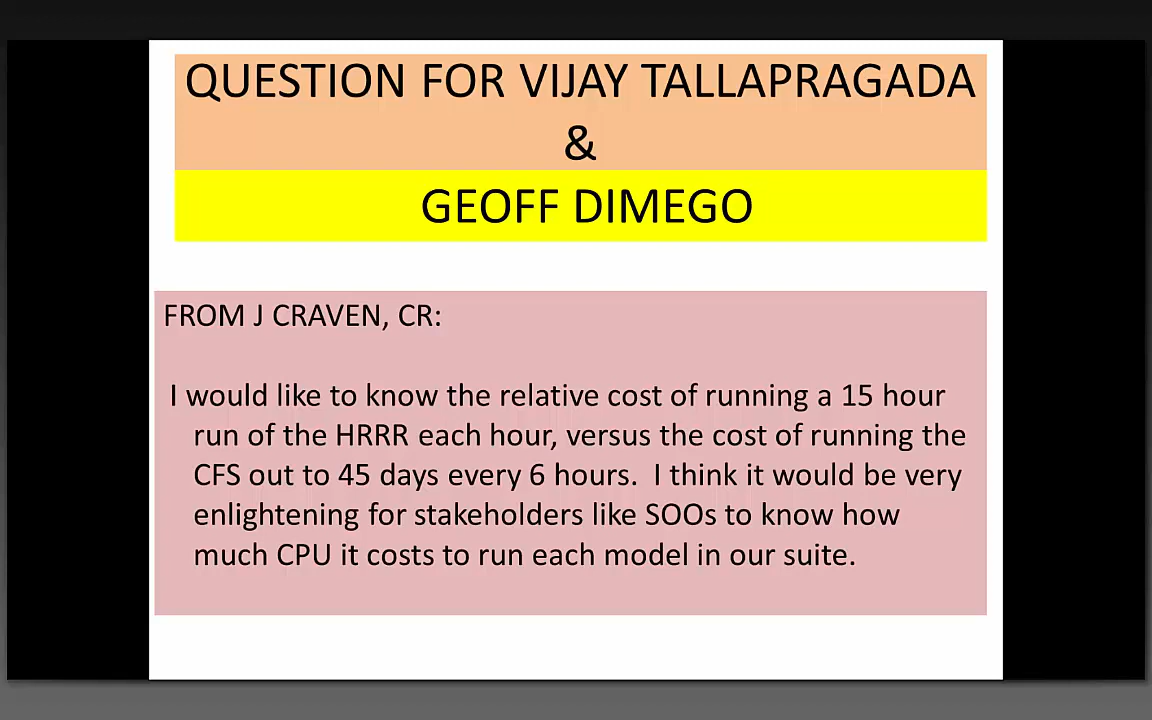 QUESTION FOR VIJAY TALLAPRAGADA
&
GEOFF DIMEGO
FROM J CRAVEN, CR:
I would like to know the relative cost of running a 15 hour
run of the HRRR each hour, versus the cost of running the
CFS out to 45 days every 6 hours.  I think it would be very
enlightening for stakeholders like SOOs to know how
much CPU it costs to run each model in our suite.